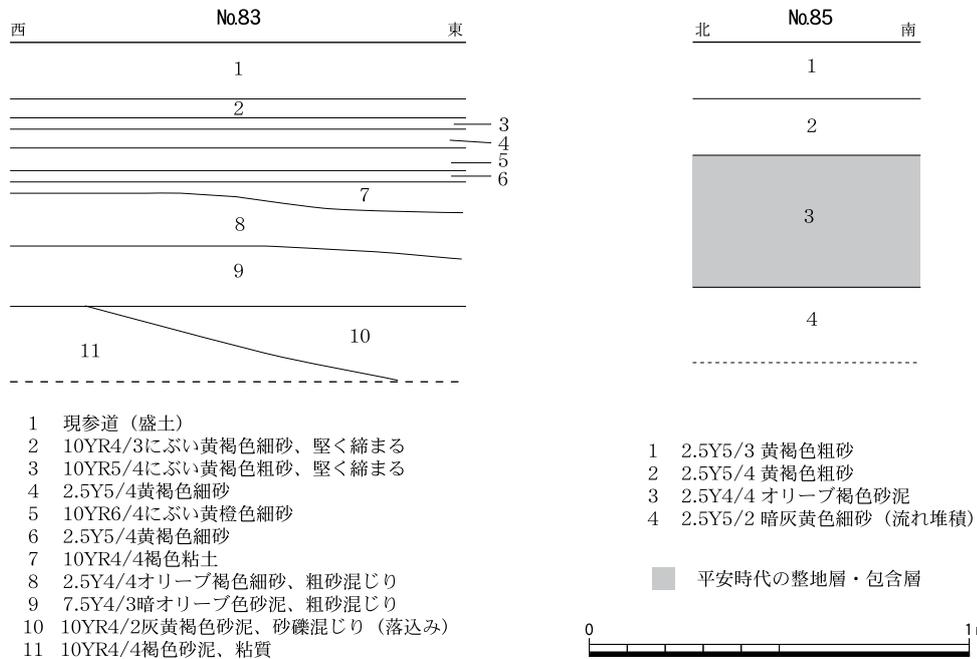 №83
西 東
1
2
3
4
5
6
7
8
9
10
11
1 現参道（盛土）
2 10YR4/3にぶい黄褐色細砂、堅く締まる
3 10YR5/4にぶい黄褐色粗砂、堅く締まる
4 2.5Y5/4黄褐色細砂
5 10YR6/4にぶい黄橙色細砂
6 2.5Y5/4黄褐色細砂
7 10YR4/4褐色粘土
8 2.5Y4/4オリーブ褐色細砂、粗砂混じり
9 7.5Y4/3暗オリーブ色砂泥、粗砂混じり
10 10YR4/2灰黄褐色砂泥、砂礫混じり（落込み）
11 10YR4/4褐色砂泥、粘質
№85
北 南
1
2
3
4
1 2.5Y5/3 黄褐色粗砂
2 2.5Y5/4 黄褐色粗砂
3 2.5Y4/4 オリーブ褐色砂泥
4 2.5Y5/2 暗灰黄色細砂（流れ堆積）
平安時代の整地層・包含層
0 1